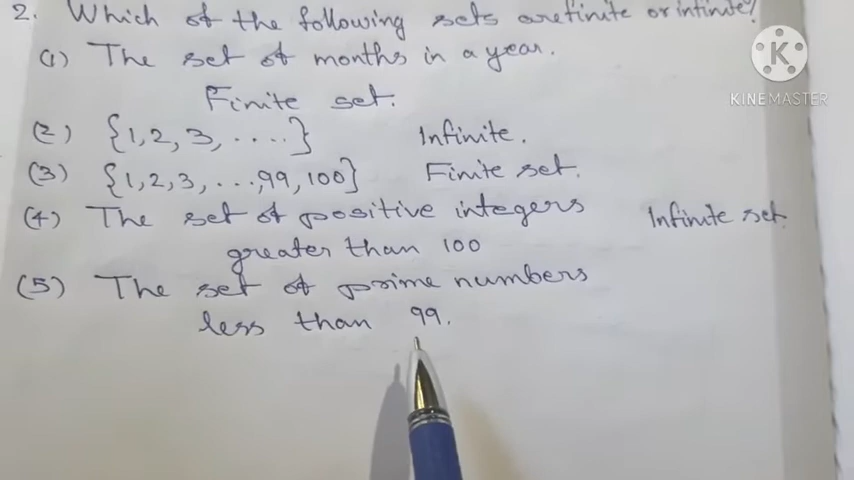 2. Which of the following sets are finite or infinite?
(1) The set of months in a year.
Finite set.
(2) {1, 2, 3, .....} Infinite.
(3) {1, 2, 3, ..., 99, 100} Finite set.
(4) The set of positive integers Infinite set.
greater than 100
(5) The set of prime numbers
less than 99.
K
KINEMASTER